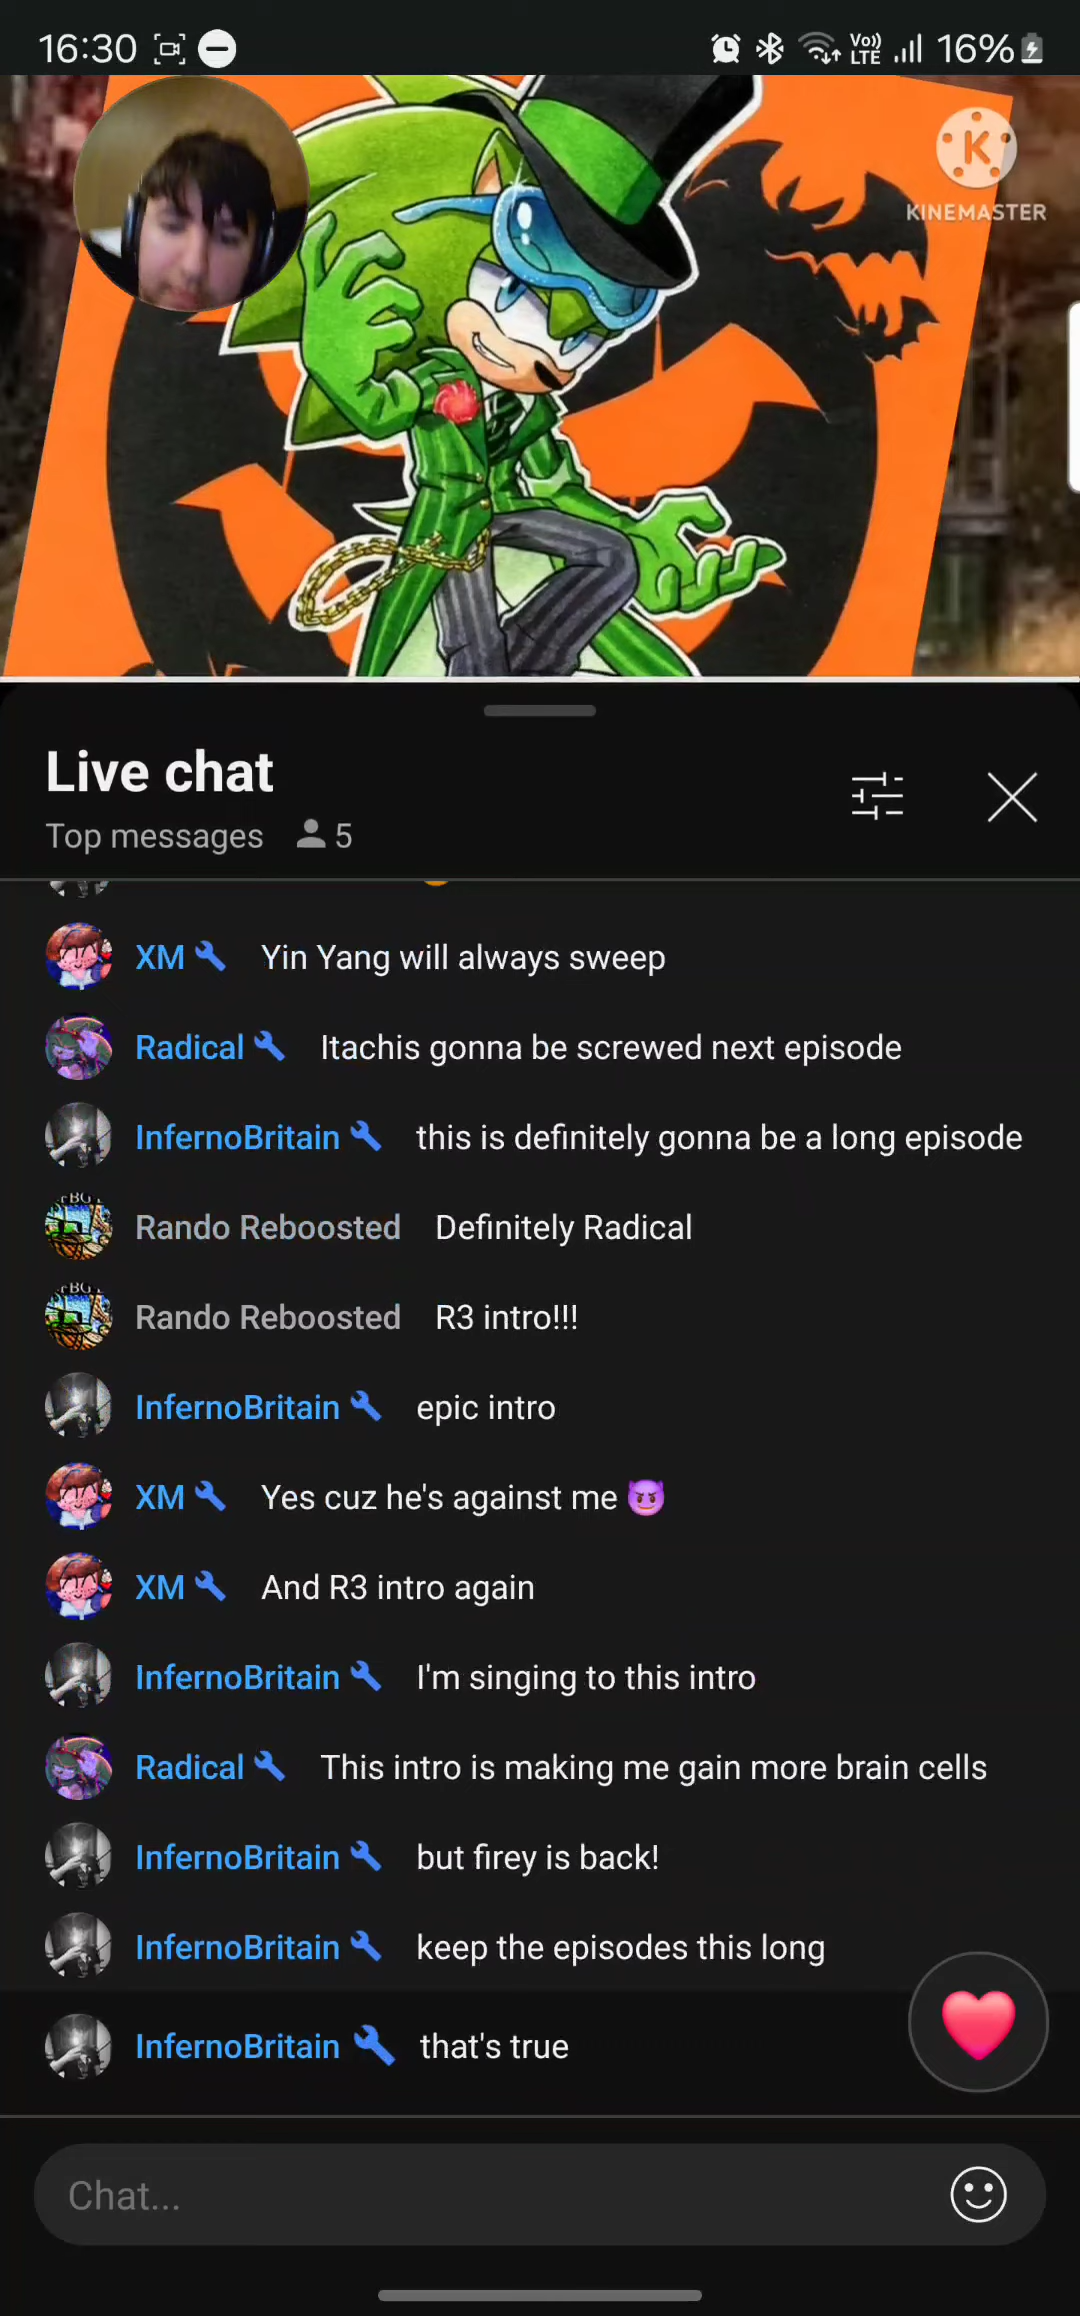 16:30
Vo))
LTE
16%
K
KINEMASTER
Live chat
Top messages 5
XM Yin Yang will always sweep
Radical Itachis gonna be screwed next episode
InfernoBritain this is definitely gonna be a long episode
Rando Reboosted Definitely Radical
Rando Reboosted R3 intro!!!
InfernoBritain epic intro
XM Yes cuz he's against me 😈
XM And R3 intro again
InfernoBritain I'm singing to this intro
Radical This intro is making me gain more brain cells
InfernoBritain but firey is back!
InfernoBritain keep the episodes this long
InfernoBritain that's true
Chat...